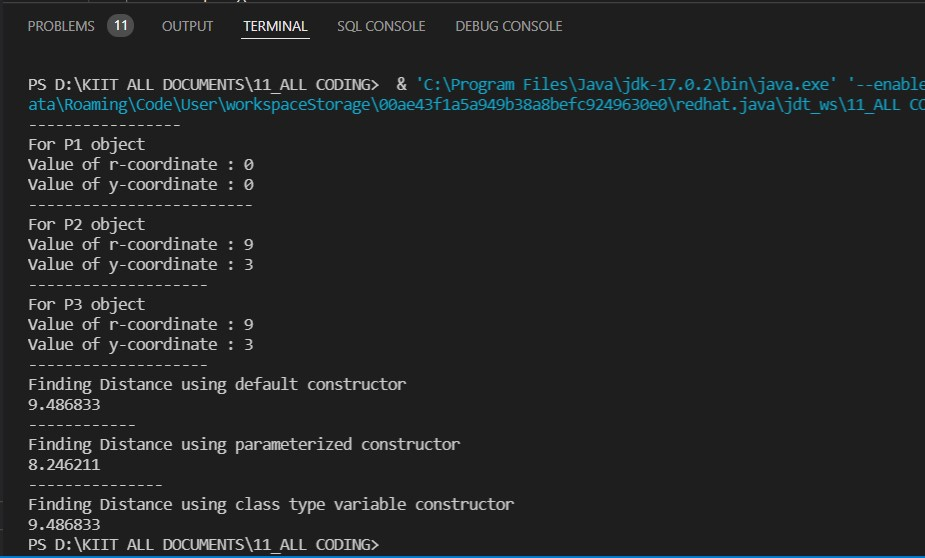 PROBLEMS 11 OUTPUT TERMINAL SQL CONSOLE DEBUG CONSOLE
PS D:\KIIT ALL DOCUMENTS\11_ALL CODING>  & 'C:\Program Files\Java\jdk-17.0.2\bin\java.exe' '--enable
ata\Roaming\Code\User\workspaceStorage\00ae43f1a5a949b38a8befc9249630e0\redhat.java\jdt_ws\11_ALL CO
-----------------
For P1 object
Value of r-coordinate : 0
Value of y-coordinate : 0
-------------------------
For P2 object
Value of r-coordinate : 9
Value of y-coordinate : 3
--------------------
For P3 object
Value of r-coordinate : 9
Value of y-coordinate : 3
--------------------
Finding Distance using default constructor
9.486833
------------
Finding Distance using parameterized constructor
8.246211
---------------
Finding Distance using class type variable constructor
9.486833
PS D:\KIIT ALL DOCUMENTS\11_ALL CODING>